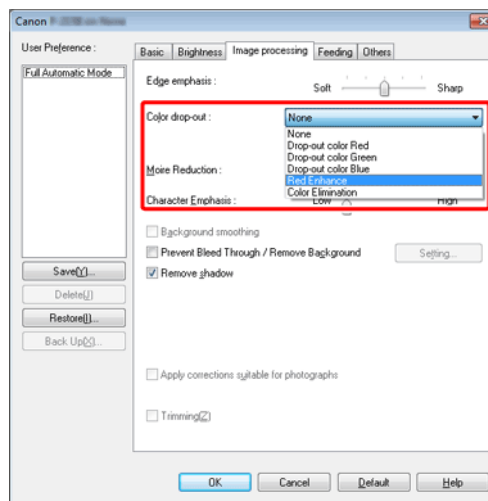 Canon
User Preference :
Full Automatic Mode
Save(Y)...
Delete(J)
Restore(I)...
Back Up(X)...
Basic Brightness Image processing Feeding Others
Edge emphasis : Soft Sharp
Color drop-out : None
None
Drop-out color Red
Drop-out color Green
Drop-out color Blue
Red Enhance
Color Elimination
Moire Reduction :
Character Emphasis : Low High
Background smoothing
Prevent Bleed Through / Remove Background Setting...
Remove shadow
Apply corrections suitable for photographs
Trimming(Z)
OK Cancel Default Help